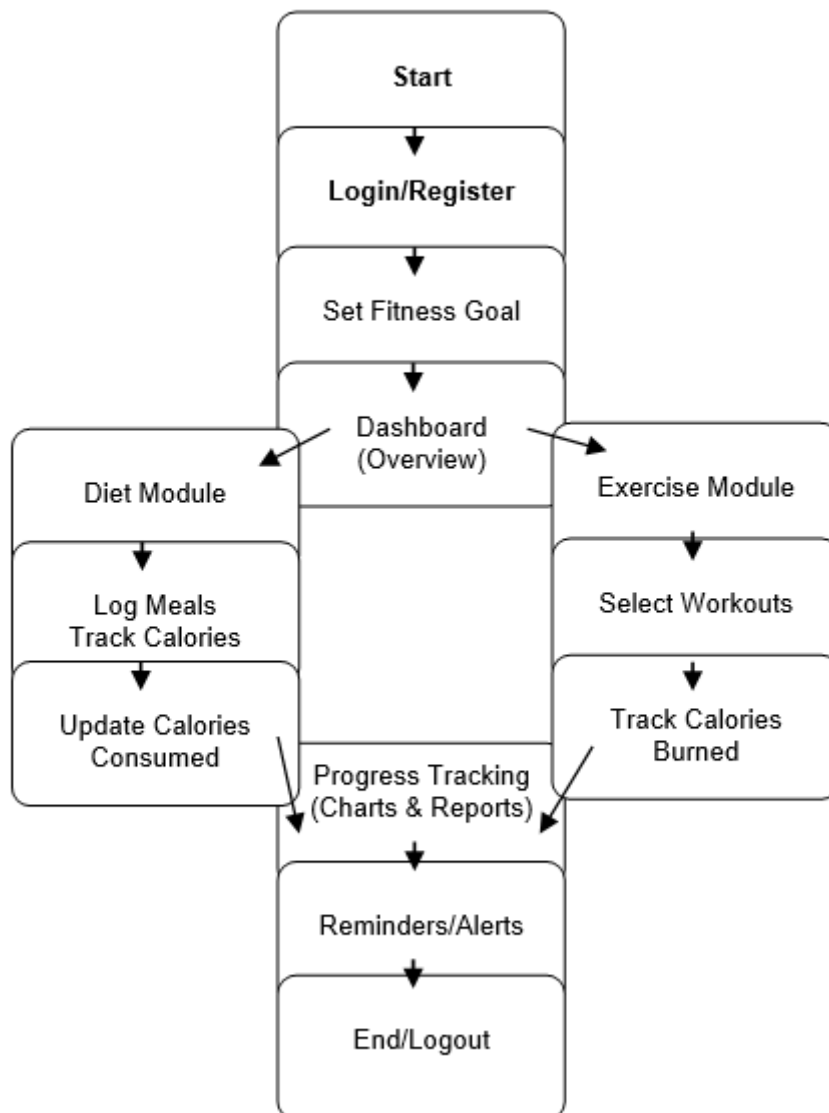 Start
Login/Register
Set Fitness Goal
Dashboard
(Overview)
Diet Module
Exercise Module
Log Meals
Track Calories
Select Workouts
Update Calories
Consumed
Track Calories
Burned
Progress Tracking
(Charts & Reports)
Reminders/Alerts
End/Logout